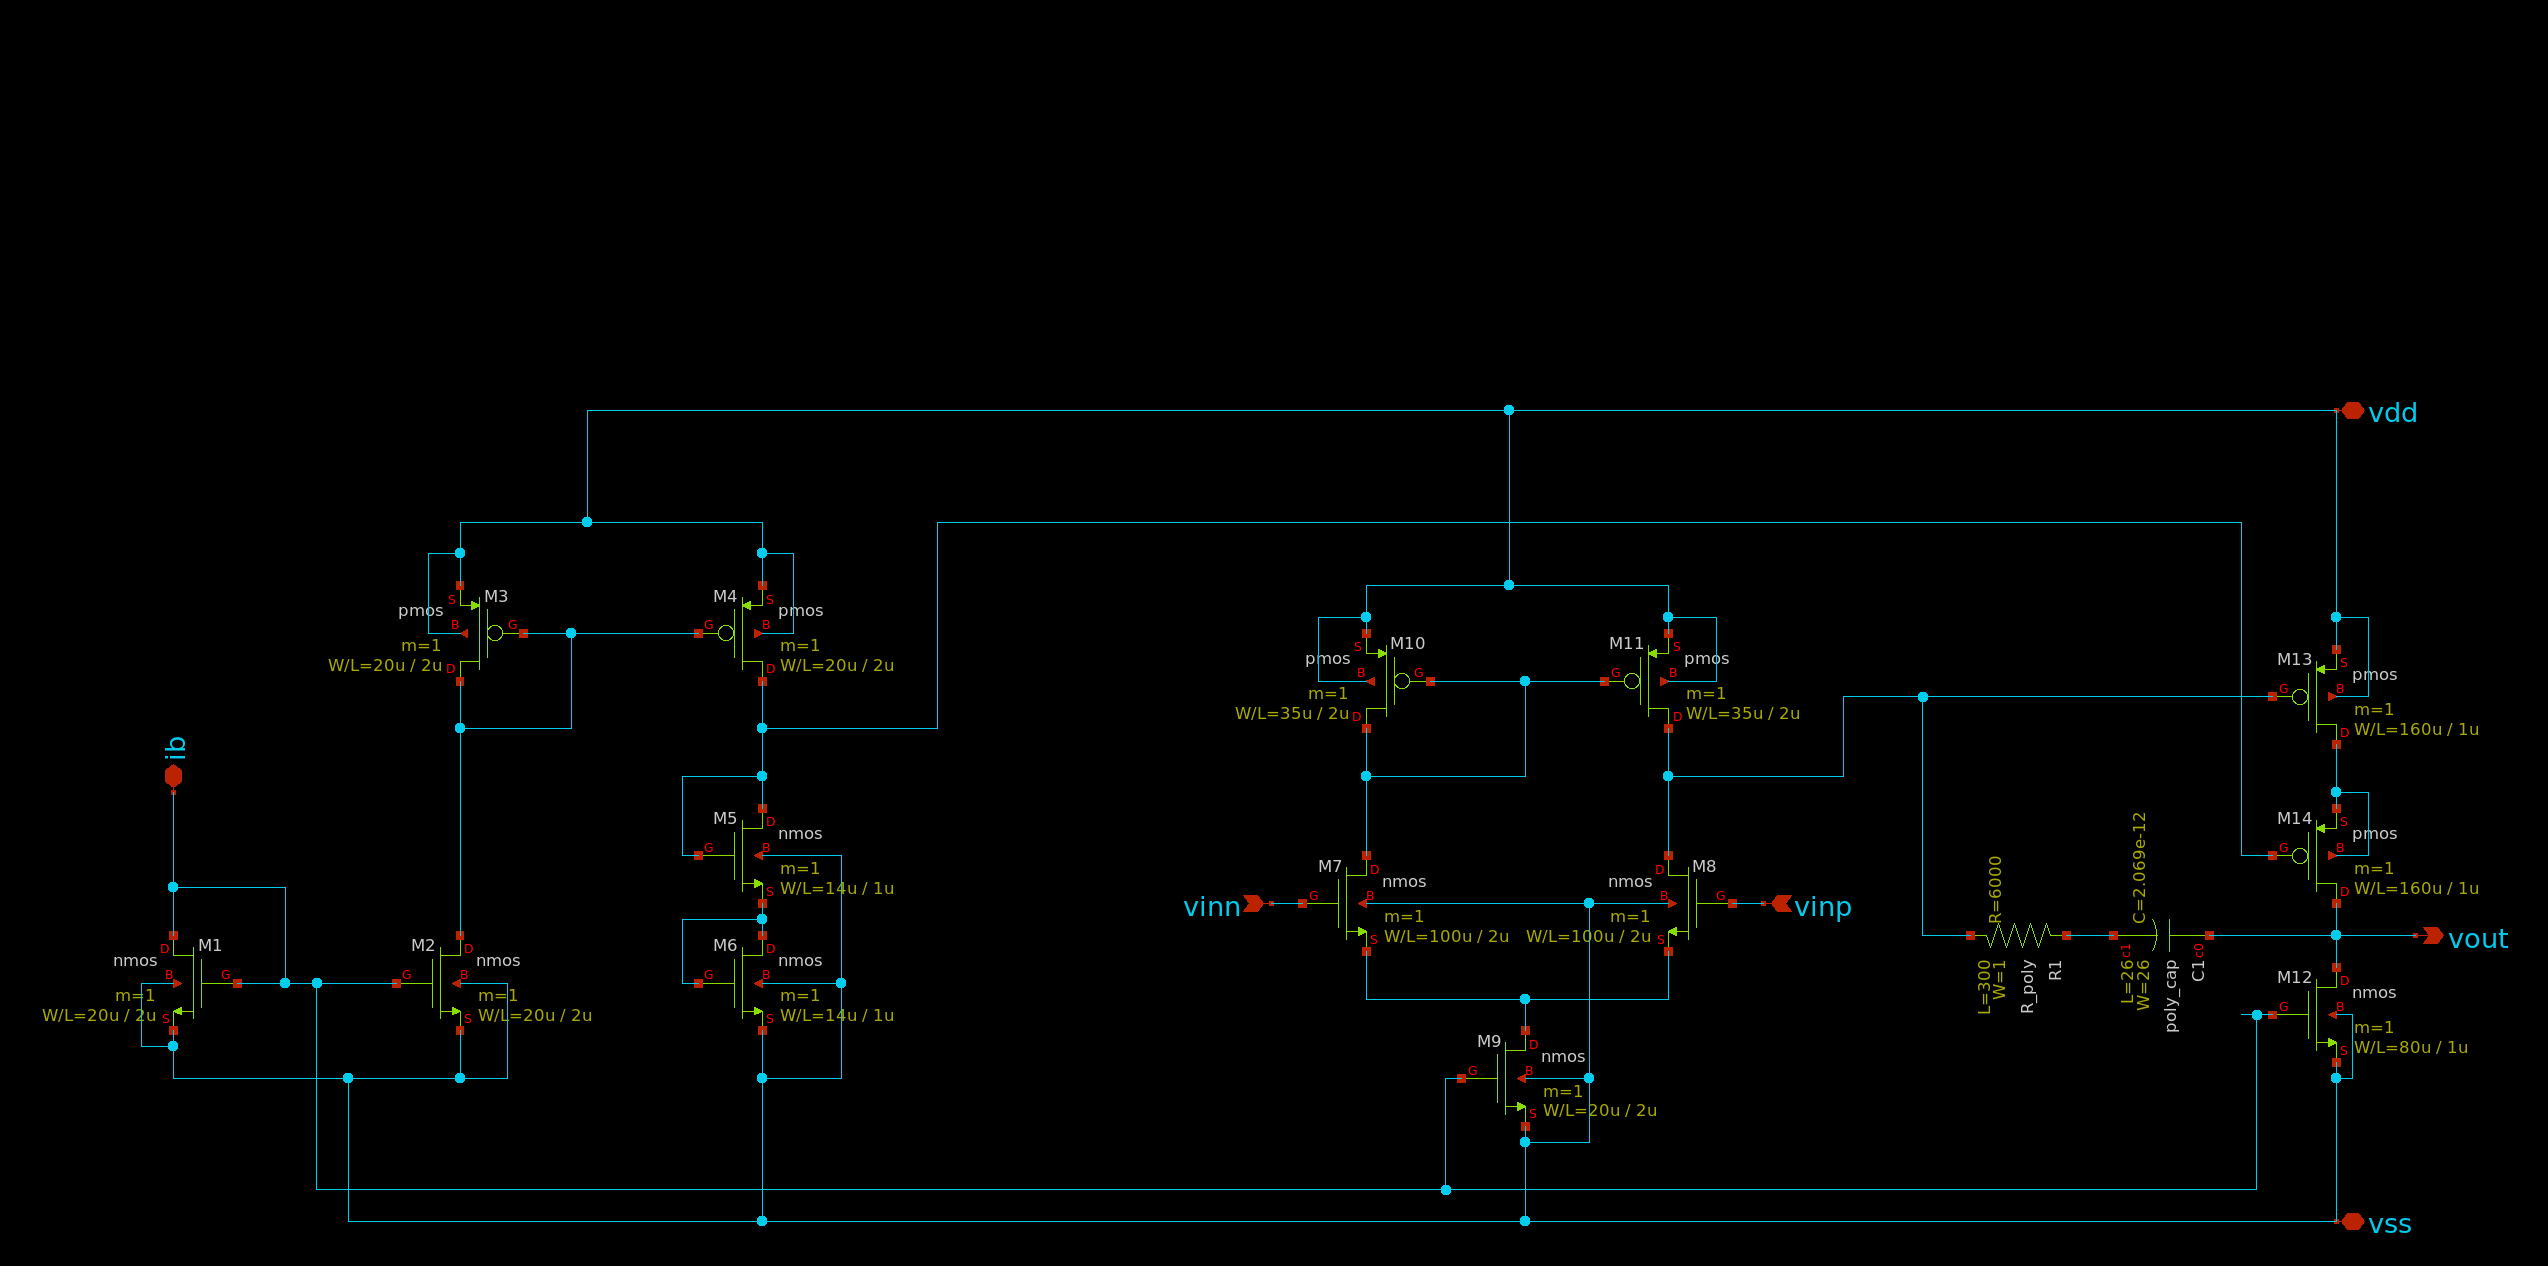 vdd
S
M3
pmos
B
G
m=1
W/L=20u / 2u
D
M4
S
pmos
G
B
m=1
W/L=20u / 2u
D
S
M10
pmos
B
G
m=1
W/L=35u / 2u
D
M11
S
pmos
G
B
m=1
W/L=35u / 2u
D
M13
S
pmos
G
B
m=1
W/L=160u / 1u
D
ib
M5
D
nmos
G
B
m=1
W/L=14u / 1u
S
M14
S
pmos
G
B
m=1
W/L=160u / 1u
D
vinn
M7
D
nmos
G
B
m=1
W/L=100u / 2u
S
M8
D
nmos
G
B
m=1
W/L=100u / 2u
S
vinp
R=6000
L=300
W=1
R_poly
R1
C=2.069e-12
c1
L=26
W=26
poly_cap
C1
c0
vout
D
M1
nmos
B
G
m=1
W/L=20u / 2u
S
M2
D
nmos
G
B
m=1
W/L=20u / 2u
S
M6
D
nmos
G
B
m=1
W/L=14u / 1u
S
M9
D
nmos
G
B
m=1
W/L=20u / 2u
S
M12
D
nmos
G
B
m=1
W/L=80u / 1u
S
vss